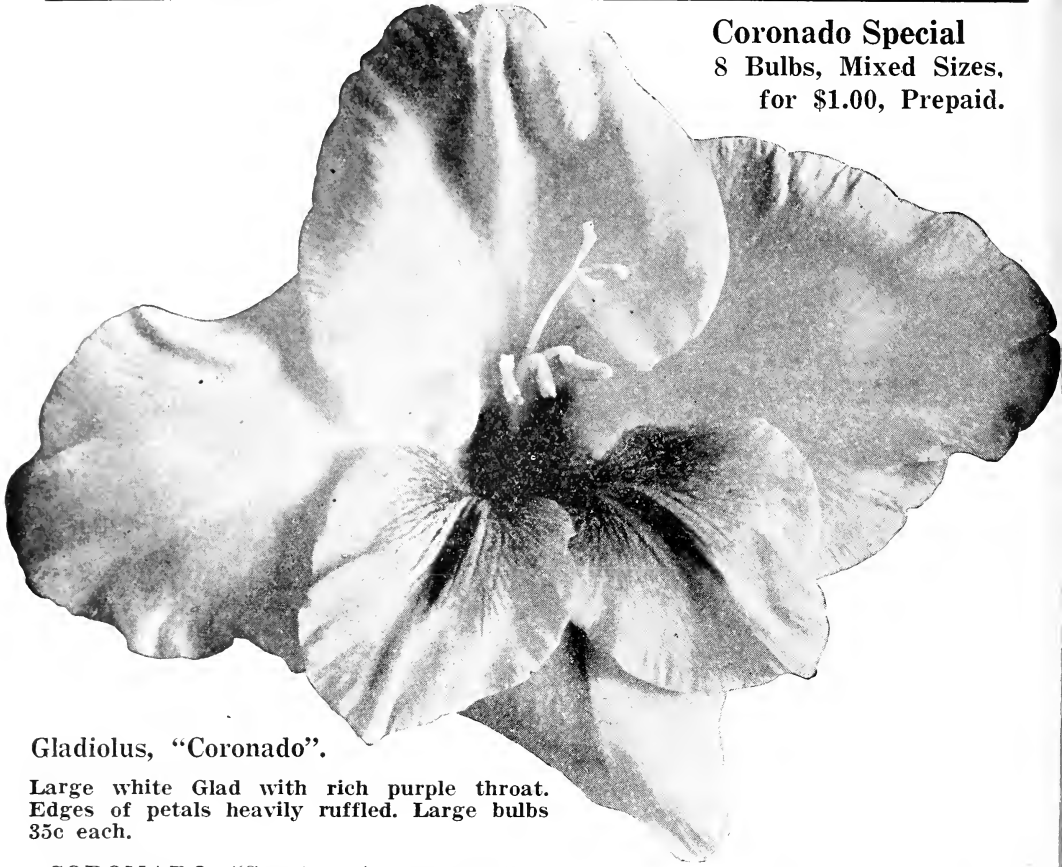 Coronado Special
8 Bulbs, Mixed Sizes,
for $1.00, Prepaid.
Gladiolus, "Coronado".
Large white Glad with rich purple throat.
Edges of petals heavily ruffled. Large bulbs
35c each.